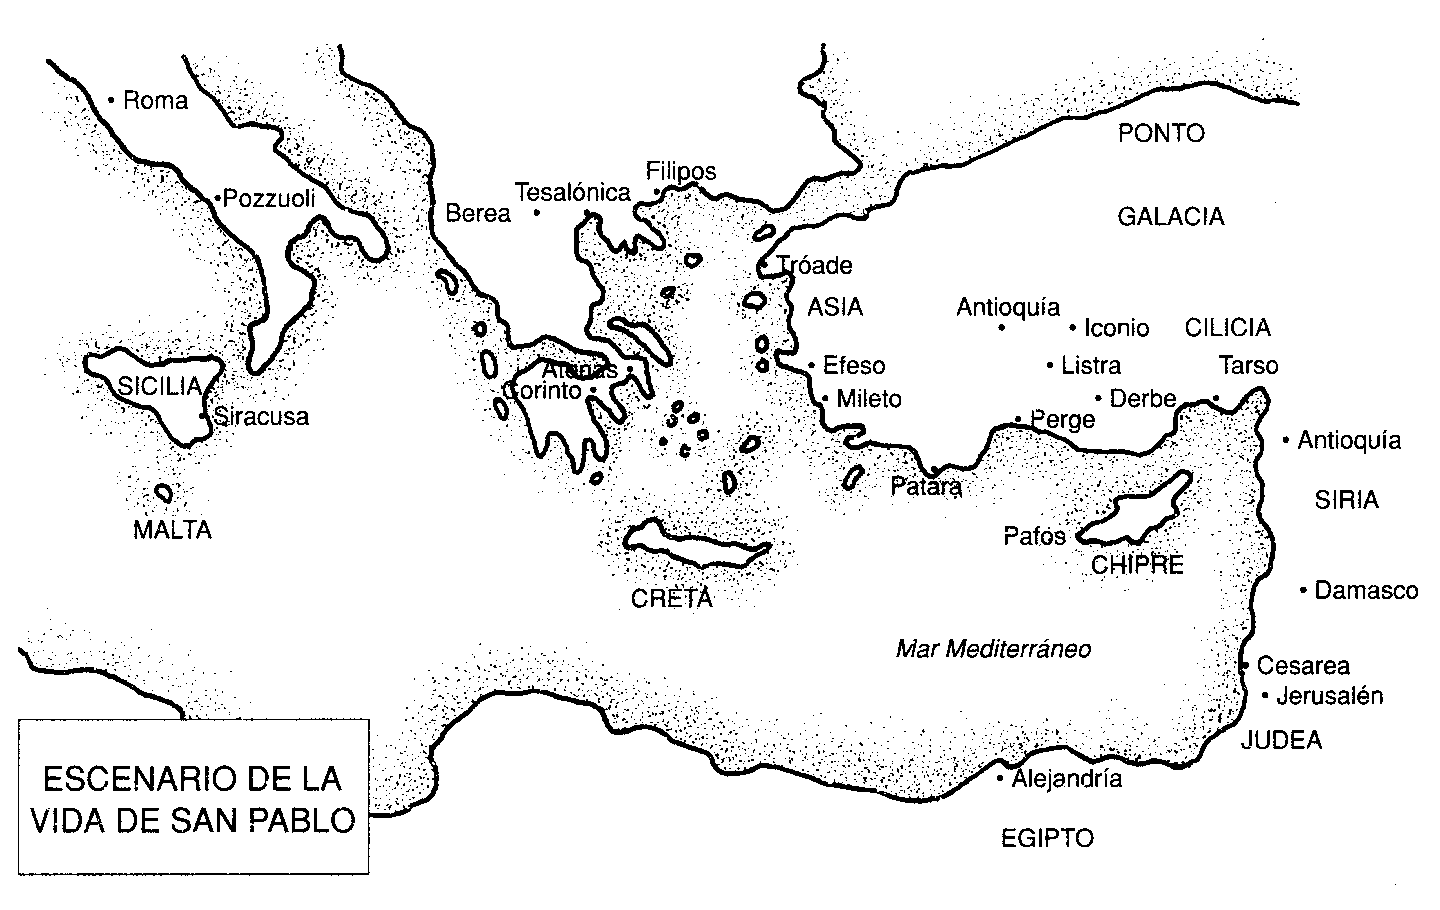 Roma
PONTO
Filipos
Tesalónica
Pozzuoli
Berea
GALACIA
Tróade
ASIA
Antioquía
Iconio
CILICIA
Efeso
Listra
Tarso
Atenas
SICILIA
Corinto
Mileto
Derbe
Siracusa
Perge
Antioquía
Patara
SIRIA
MALTA
Pafos
CHIPRE
CRETA
Damasco
Mar Mediterráneo
Cesarea
Jerusalén
JUDEA
Alejandría
EGIPTO
ESCENARIO DE LA
VIDA DE SAN PABLO